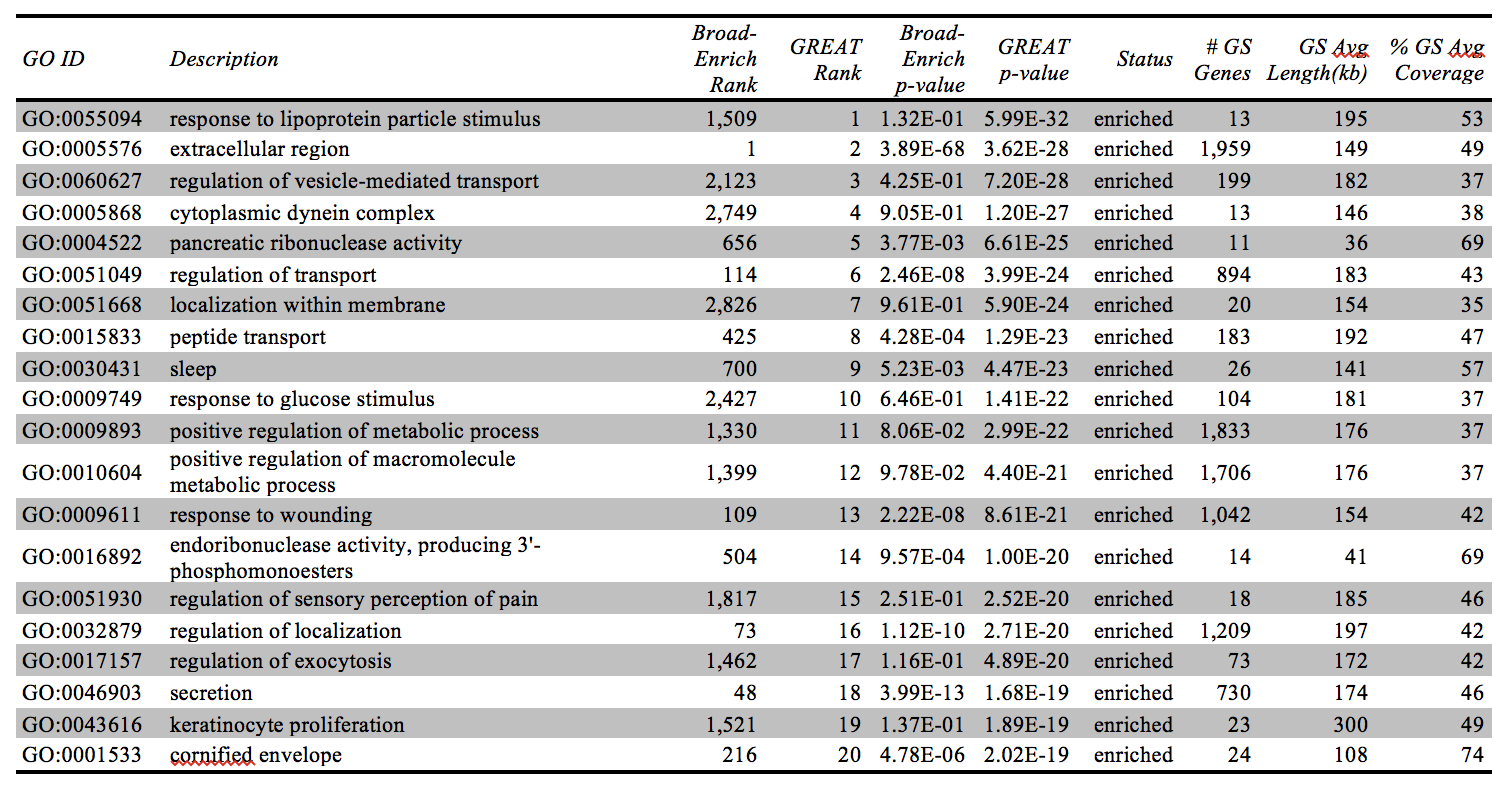 GO ID Description Broad-Enrich Rank GREAT Rank Broad-Enrich p-value GREAT p-value Status # GS Genes GS Avg Length(kb) % GS Avg Coverage
GO:0055094 response to lipoprotein particle stimulus 1,509 1 1.32E-01 5.99E-32 enriched 13 195 53
GO:0005576 extracellular region 1 2 3.89E-68 3.62E-28 enriched 1,959 149 49
GO:0060627 regulation of vesicle-mediated transport 2,123 3 4.25E-01 7.20E-28 enriched 199 182 37
GO:0005868 cytoplasmic dynein complex 2,749 4 9.05E-01 1.20E-27 enriched 13 146 38
GO:0004522 pancreatic ribonuclease activity 656 5 3.77E-03 6.61E-25 enriched 11 36 69
GO:0051049 regulation of transport 114 6 2.46E-08 3.99E-24 enriched 894 183 43
GO:0051668 localization within membrane 2,826 7 9.61E-01 5.90E-24 enriched 20 154 35
GO:0015833 peptide transport 425 8 4.28E-04 1.29E-23 enriched 183 192 47
GO:0030431 sleep 700 9 5.23E-03 4.47E-23 enriched 26 141 57
GO:0009749 response to glucose stimulus 2,427 10 6.46E-01 1.41E-22 enriched 104 181 37
GO:0009893 positive regulation of metabolic process 1,330 11 8.06E-02 2.99E-22 enriched 1,833 176 37
GO:0010604 positive regulation of macromolecule metabolic process 1,399 12 9.78E-02 4.40E-21 enriched 1,706 176 37
GO:0009611 response to wounding 109 13 2.22E-08 8.61E-21 enriched 1,042 154 42
GO:0016892 endoribonuclease activity, producing 3'-phosphomonoesters 504 14 9.57E-04 1.00E-20 enriched 14 41 69
GO:0051930 regulation of sensory perception of pain 1,817 15 2.51E-01 2.52E-20 enriched 18 185 46
GO:0032879 regulation of localization 73 16 1.12E-10 2.71E-20 enriched 1,209 197 42
GO:0017157 regulation of exocytosis 1,462 17 1.16E-01 4.89E-20 enriched 73 172 42
GO:0046903 secretion 48 18 3.99E-13 1.68E-19 enriched 730 174 46
GO:0043616 keratinocyte proliferation 1,521 19 1.37E-01 1.89E-19 enriched 23 300 49
GO:0001533 cornified envelope 216 20 4.78E-06 2.02E-19 enriched 24 108 74